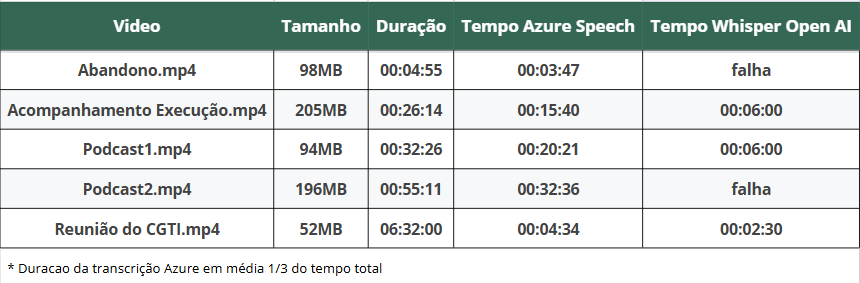 Video Tamanho Duração Tempo Azure Speech Tempo Whisper Open AI
Abandono.mp4 98MB 00:04:55 00:03:47 falha
Acompanhamento Execução.mp4 205MB 00:26:14 00:15:40 00:06:00
Podcast1.mp4 94MB 00:32:26 00:20:21 00:06:00
Podcast2.mp4 196MB 00:55:11 00:32:36 falha
Reunião do CGTI.mp4 52MB 06:32:00 00:04:34 00:02:30
* Duracao da transcrição Azure em média 1/3 do tempo total